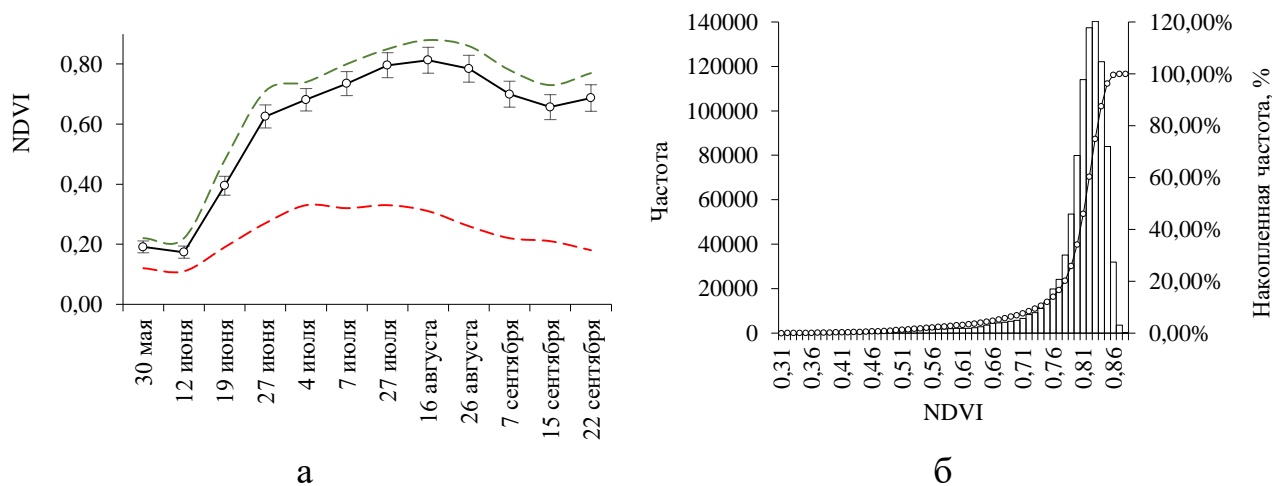 NDVI
0,80
0,60
0,40
0,20
0,00
30 мая
12 июня
19 июня
27 июня
4 июля
7 июля
27 июля
16 августа
26 августа
7 сентября
15 сентября
22 сентября
а
Частота
140000
120000
100000
80000
60000
40000
20000
0
0,31
0,36
0,41
0,46
0,51
0,56
0,61
0,66
0,71
0,76
0,81
0,86
NDVI
120,00%
100,00%
80,00%
60,00%
40,00%
20,00%
0,00%
Накопленная частота, %
б